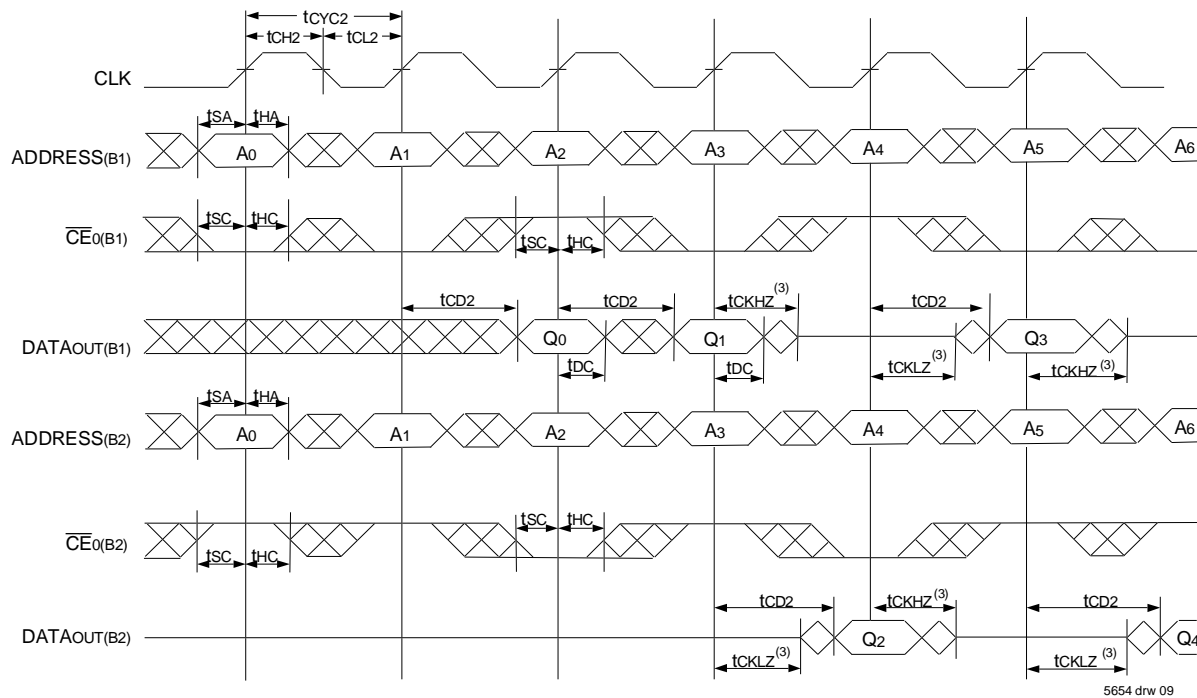 tCYC2
tCH2 tCL2
CLK
tSA tHA
ADDRESS(B1) A0 A1 A2 A3 A4 A5 A6
tSC tHC
CE0(B1)
tSC tHC
tCD2 tCD2 tCKHZ(3) tCD2
DATAOUT(B1) Q0 Q1 Q3
tDC tDC tCKLZ(3) tCKHZ(3)
tSA tHA
ADDRESS(B2) A0 A1 A2 A3 A4 A5 A6
tSC tHC
CE0(B2)
tSC tHC
tCD2 tCKHZ(3) tCD2
DATAOUT(B2) Q2 Q4
tCKLZ(3) tCKLZ(3)
5654 drw 09